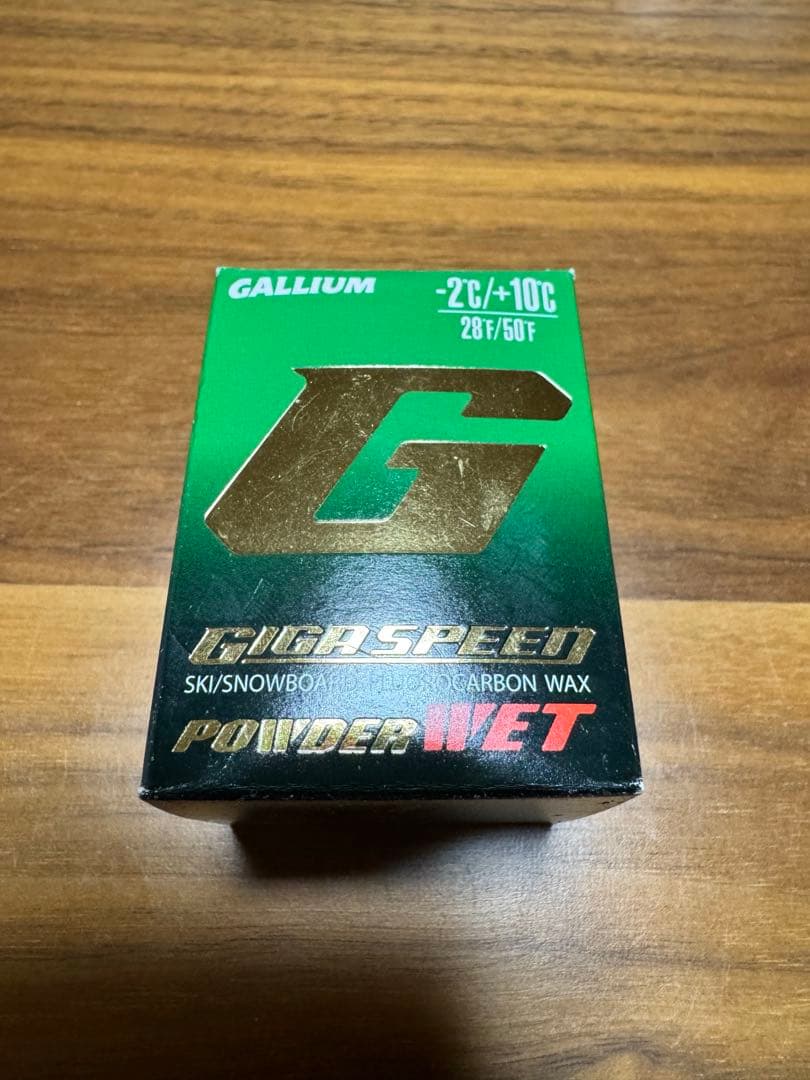 GALLIUM
-2°C/+10°C
28°F/50°F
G
GIGA SPEED
SKI/SNOWBOARD FLUOROCARBON WAX
POWDER WET